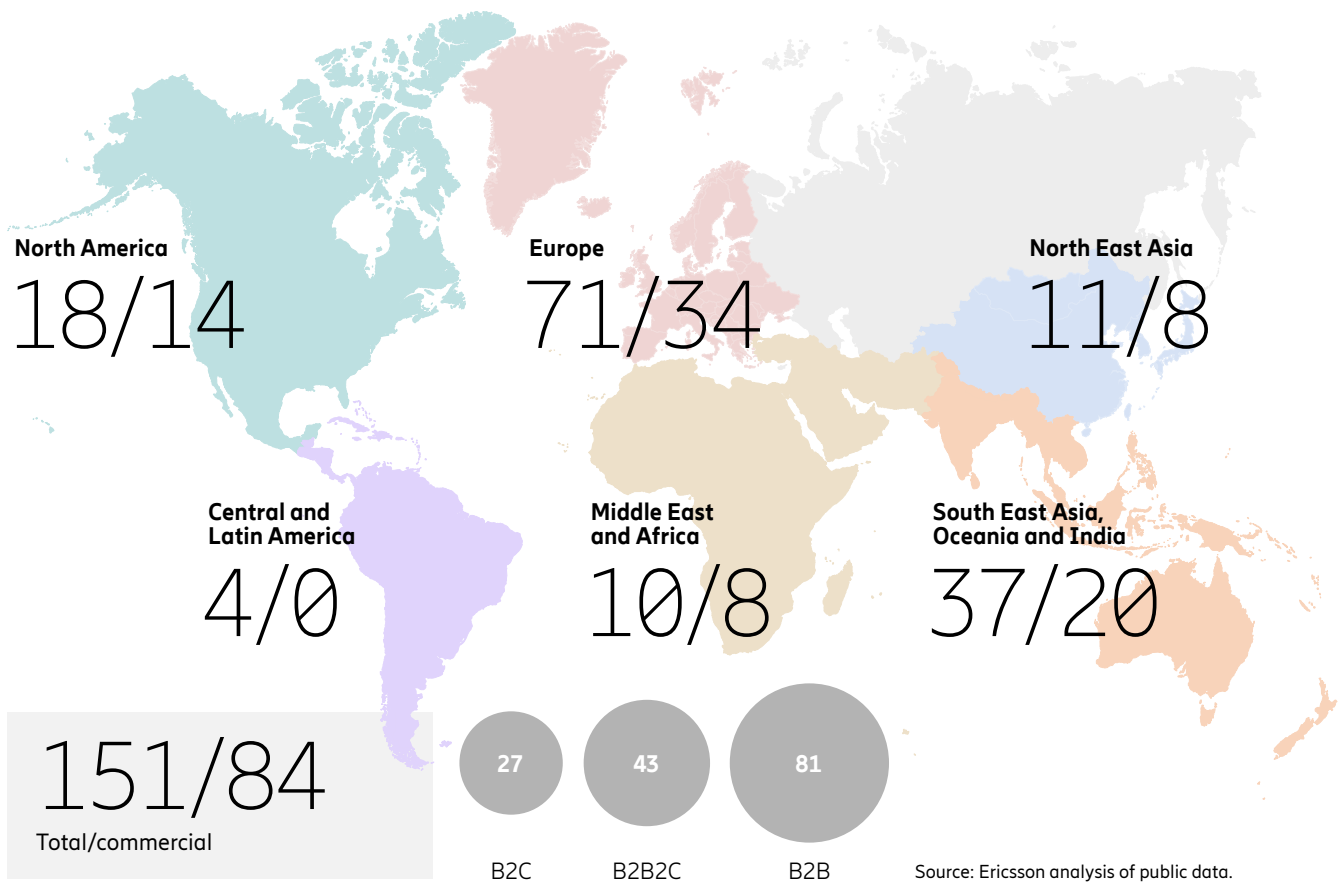 North America
18/14
Europe
71/34
North East Asia
11/8
Central and
Latin America
4/0
Middle East
and Africa
10/8
South East Asia,
Oceania and India
37/20
151/84
Total/commercial
27
43
81
B2C
B2B2C
B2B
Source: Ericsson analysis of public data.